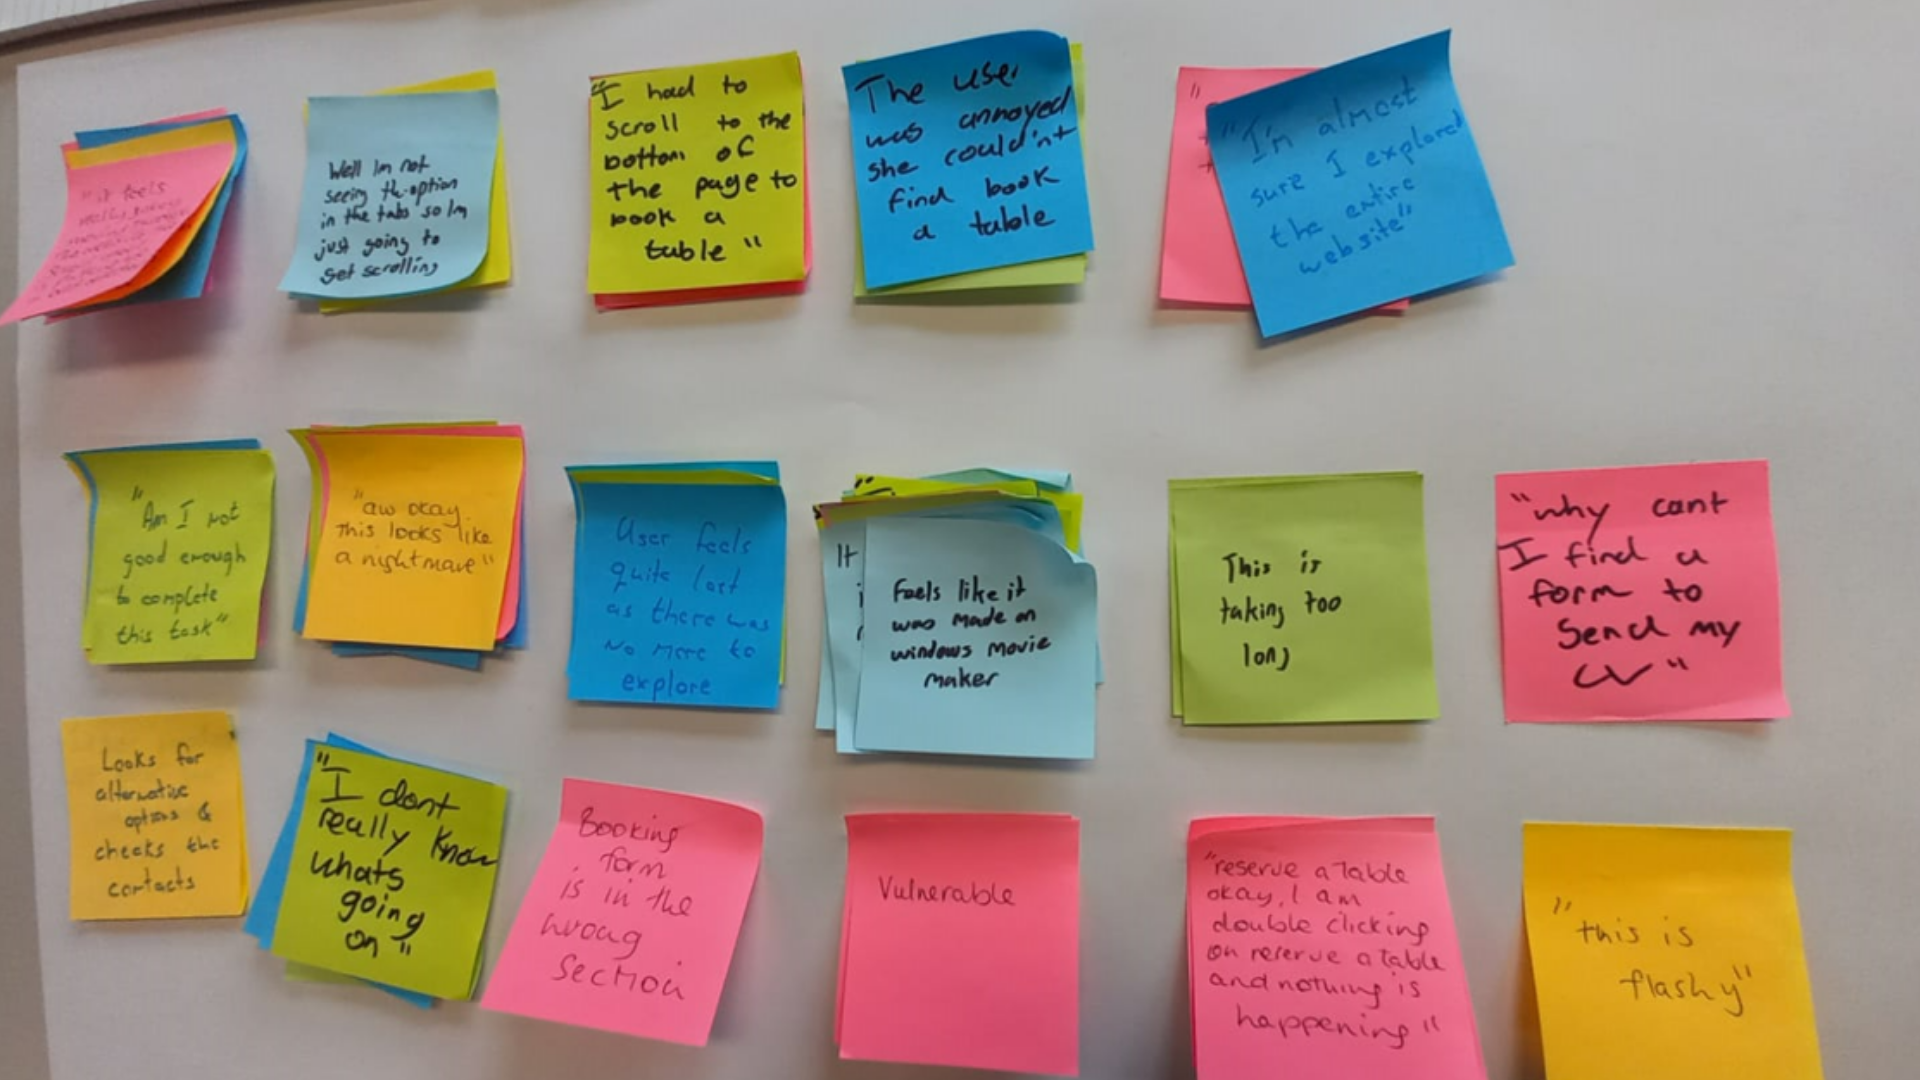 "it feels
really
Well Im not
seeing the option
in the tabs so Im
just going to
get scrolling
"I had to
scroll to the
bottom of
the page to
book a
table"
The user
was annoyed
she couldn't
find book
a table
"
"I'm almost
sure I explored
the entire
website"
"Am I not
good enough
to complete
this task"
"aw okay
this looks like
a nightmare"
User feels
quite lost
as there was
no more to
explore
It
Feels like it
was made on
windows movie
maker
This is
taking too
long
"why cant
I find a
form to
Send my
CV"
Looks for
alternative
options &
checks the
contacts
"I dont
really know
whats
going
on"
Booking
form
is in the
wrong
section
Vulnerable
"reserve a table
okay, I am
double clicking
on reserve a table
and nothing is
happening"
"this is
flashy"